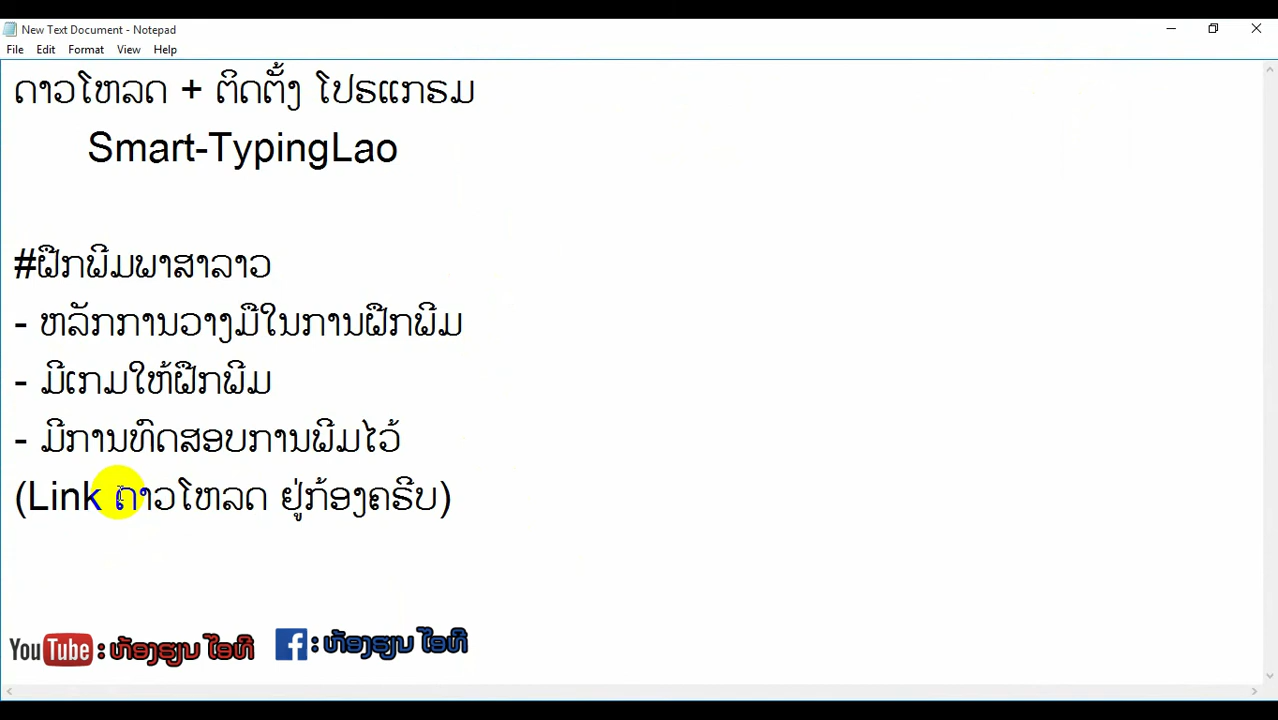 New Text Document - Notepad
File Edit Format View Help
ດາວໂຫລດ + ຕິດຕັ້ງ ໂປຣແກຣມ
Smart-TypingLao
#ຝຶກພິມພາສາລາວ
- ຫລັກການວາງມືໃນການຝຶກພິມ
- ມີເກມໃຫ້ຝຶກພິມ
- ມີການທົດສອບການພິມໄວ້
(Link ດາວໂຫລດ ຢູ່ກ້ອງຄຣິບ)
YouTube : ຫ້ອງຮຽນ ໄອທີ f : ຫ້ອງຮຽນ ໄອທີ